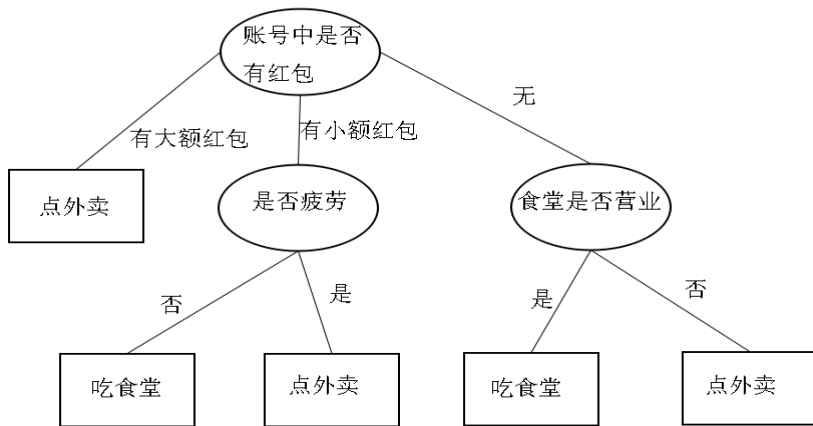 账号中是否
有红包
无
有大额红包
有小额红包
点外卖
是否疲劳
食堂是否营业
否
是
是
否
吃食堂
点外卖
吃食堂
点外卖